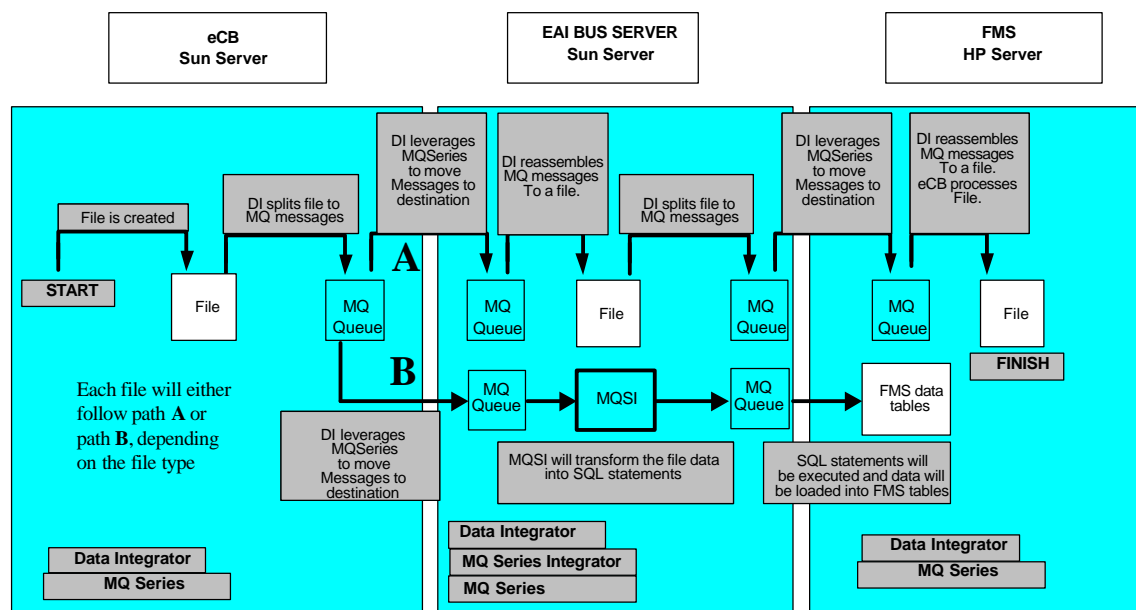 eCB
Sun Server
EAI BUS SERVER
Sun Server
FMS
HP Server
File is created
DI splits file to
MQ messages
DI leverages
MQSeries
to move
Messages to
destination
DI reassembles
MQ messages
To a file.
DI splits file to
MQ messages
DI leverages
MQSeries
to move
Messages to
destination
DI reassembles
MQ messages
To a file.
eCB processes
File.
A
START
File
MQ
Queue
MQ
Queue
File
MQ
Queue
MQ
Queue
File
FINISH
B
MQ
Queue
MQSI
MQ
Queue
FMS data
tables
Each file will either
follow path A or
path B, depending
on the file type
DI leverages
MQSeries
to move
Messages to
destination
MQSI will transform the file data
into SQL statements
SQL statements will
be executed and data will
be loaded into FMS tables
Data Integrator
MQ Series
Data Integrator
MQ Series Integrator
MQ Series
Data Integrator
MQ Series